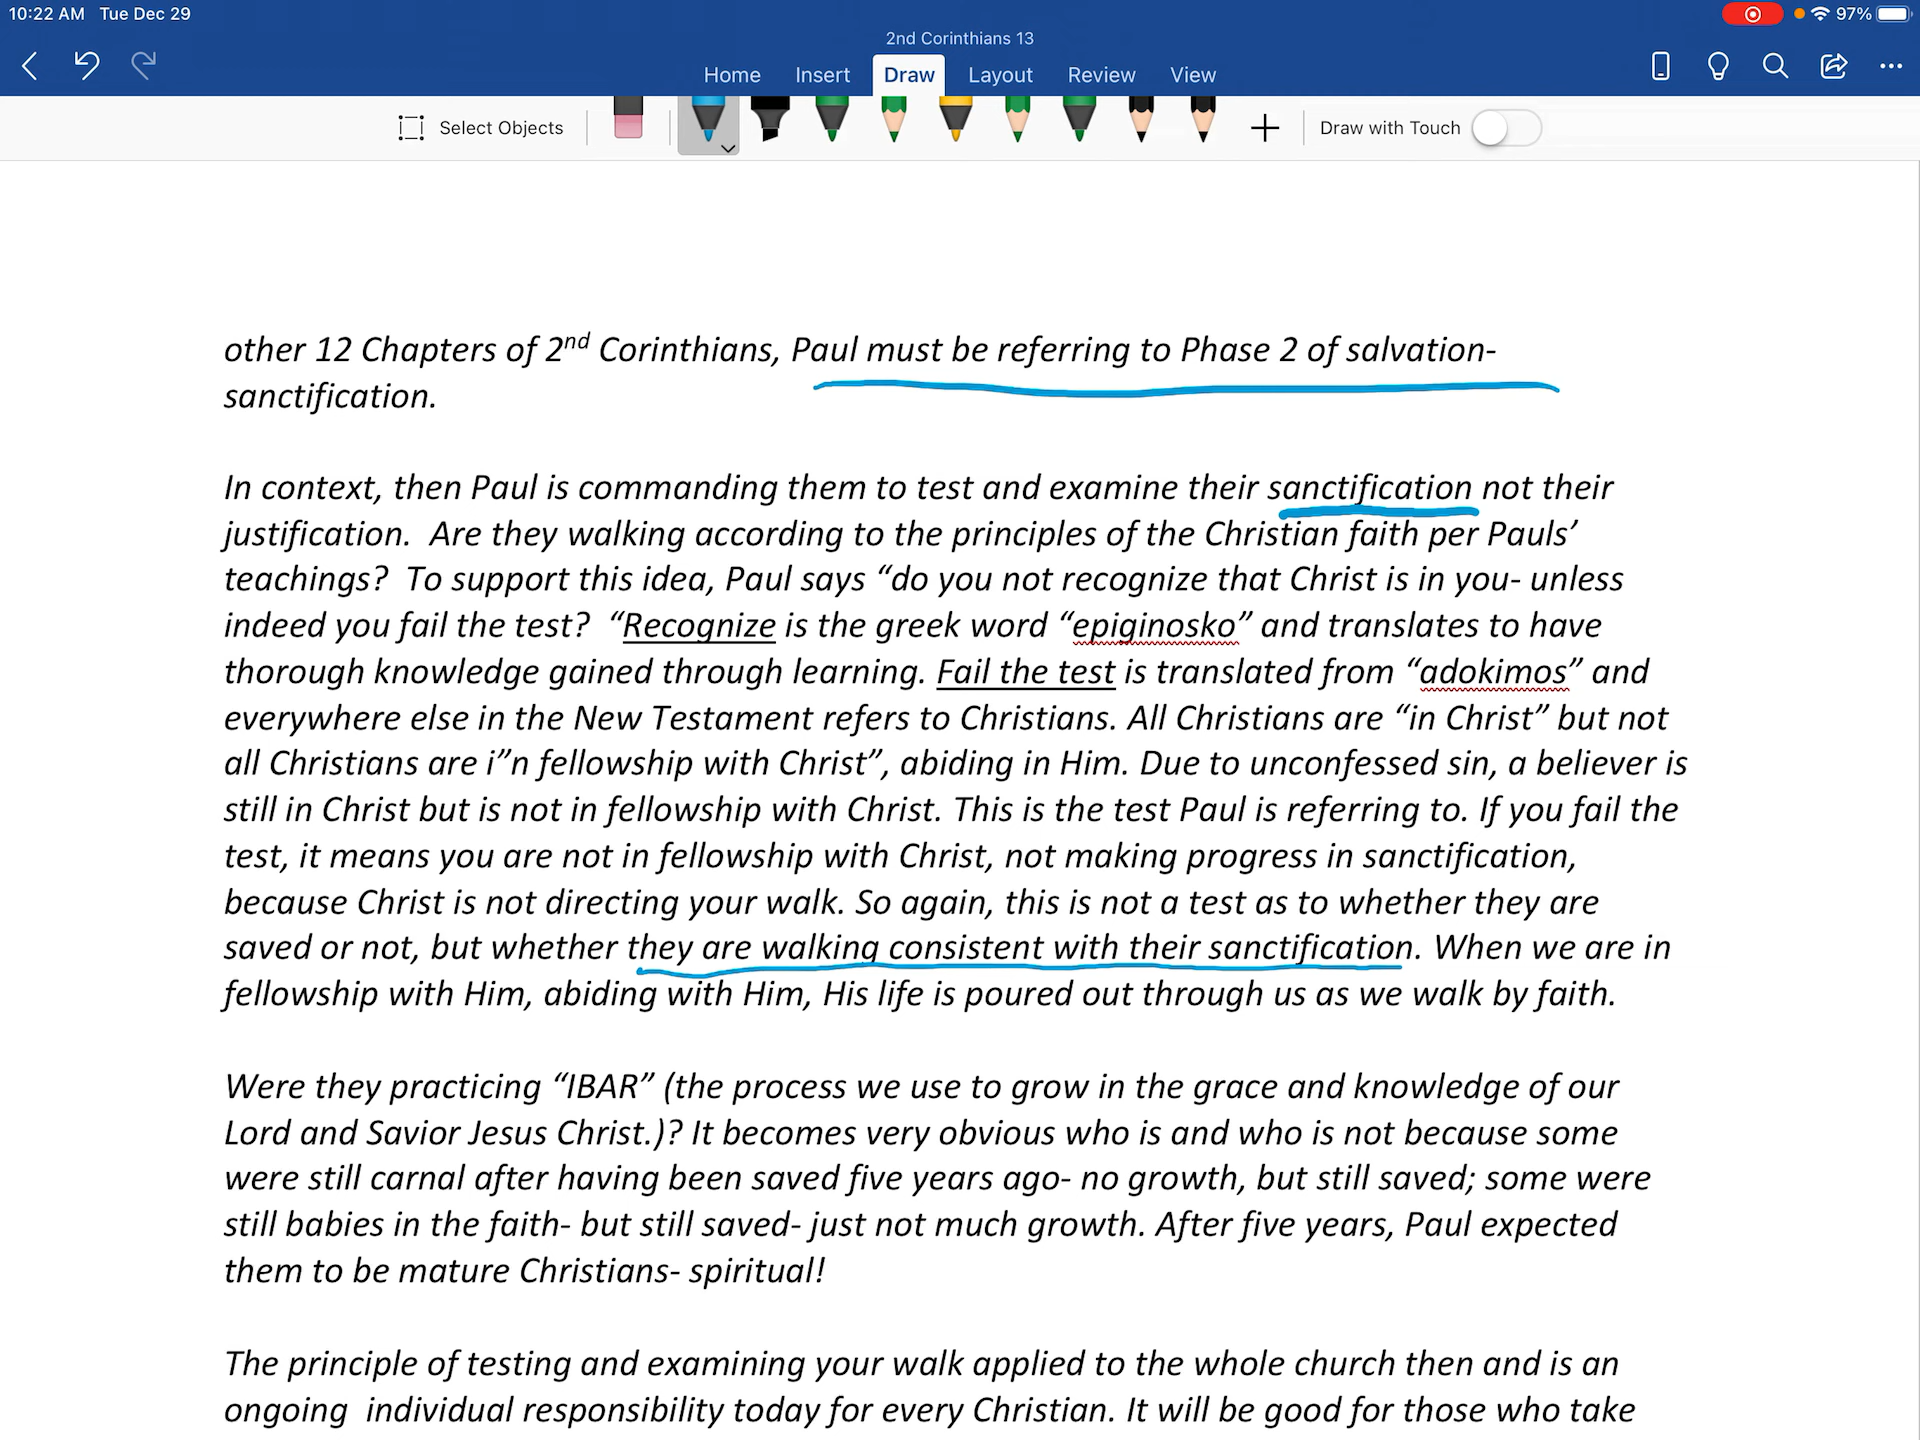 10:22 AM Tue Dec 29
97%
2nd Corinthians 13
Home Insert Draw Layout Review View
Select Objects
Draw with Touch
other 12 Chapters of 2nd Corinthians, Paul must be referring to Phase 2 of salvation-
sanctification.
In context, then Paul is commanding them to test and examine their sanctification not their
justification.  Are they walking according to the principles of the Christian faith per Pauls’
teachings?  To support this idea, Paul says “do you not recognize that Christ is in you- unless
indeed you fail the test?  “Recognize is the greek word “epiginosko” and translates to have
thorough knowledge gained through learning. Fail the test is translated from “adokimos” and
everywhere else in the New Testament refers to Christians. All Christians are “in Christ” but not
all Christians are i”n fellowship with Christ”, abiding in Him. Due to unconfessed sin, a believer is
still in Christ but is not in fellowship with Christ. This is the test Paul is referring to. If you fail the
test, it means you are not in fellowship with Christ, not making progress in sanctification,
because Christ is not directing your walk. So again, this is not a test as to whether they are
saved or not, but whether they are walking consistent with their sanctification. When we are in
fellowship with Him, abiding with Him, His life is poured out through us as we walk by faith.
Were they practicing “IBAR” (the process we use to grow in the grace and knowledge of our
Lord and Savior Jesus Christ.)? It becomes very obvious who is and who is not because some
were still carnal after having been saved five years ago- no growth, but still saved; some were
still babies in the faith- but still saved- just not much growth. After five years, Paul expected
them to be mature Christians- spiritual!
The principle of testing and examining your walk applied to the whole church then and is an
ongoing  individual responsibility today for every Christian. It will be good for those who take